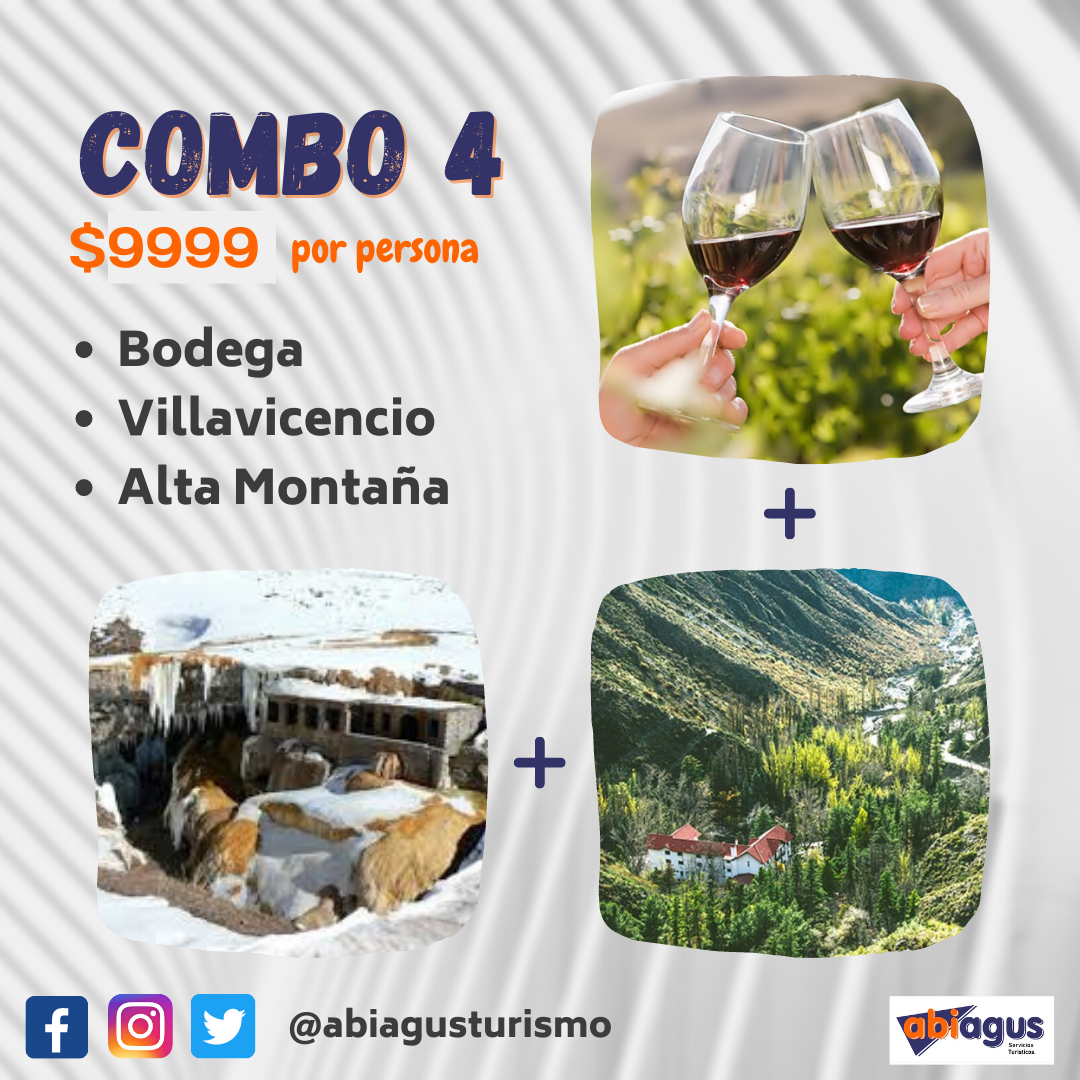 COMBO 4
$9999 por persona
Bodega
Villavicencio
Alta Montaña
@abiagusturismo
abiagus
Servicios
Turísticos.